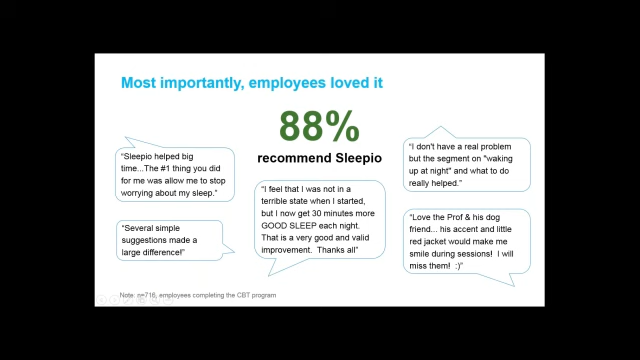 Most importantly, employees loved it
88%
recommend Sleepio
“Sleepio helped big
time...The #1 thing you did
for me was allow me to stop
worrying about my sleep.”
“Several simple
suggestions made a
large difference!”
“I feel that I was not in a
terrible state when I started,
but I now get 30 minutes more
GOOD SLEEP each night.
That is a very good and valid
improvement.  Thanks all”
“I don't have a real problem
but the segment on "waking
up at night" and what to do
really helped.”
“Love the Prof & his dog
friend... his accent and little
red jacket would make me
smile during sessions!  I will
miss them!  :)”
Note: n=716, employees completing the CBT program